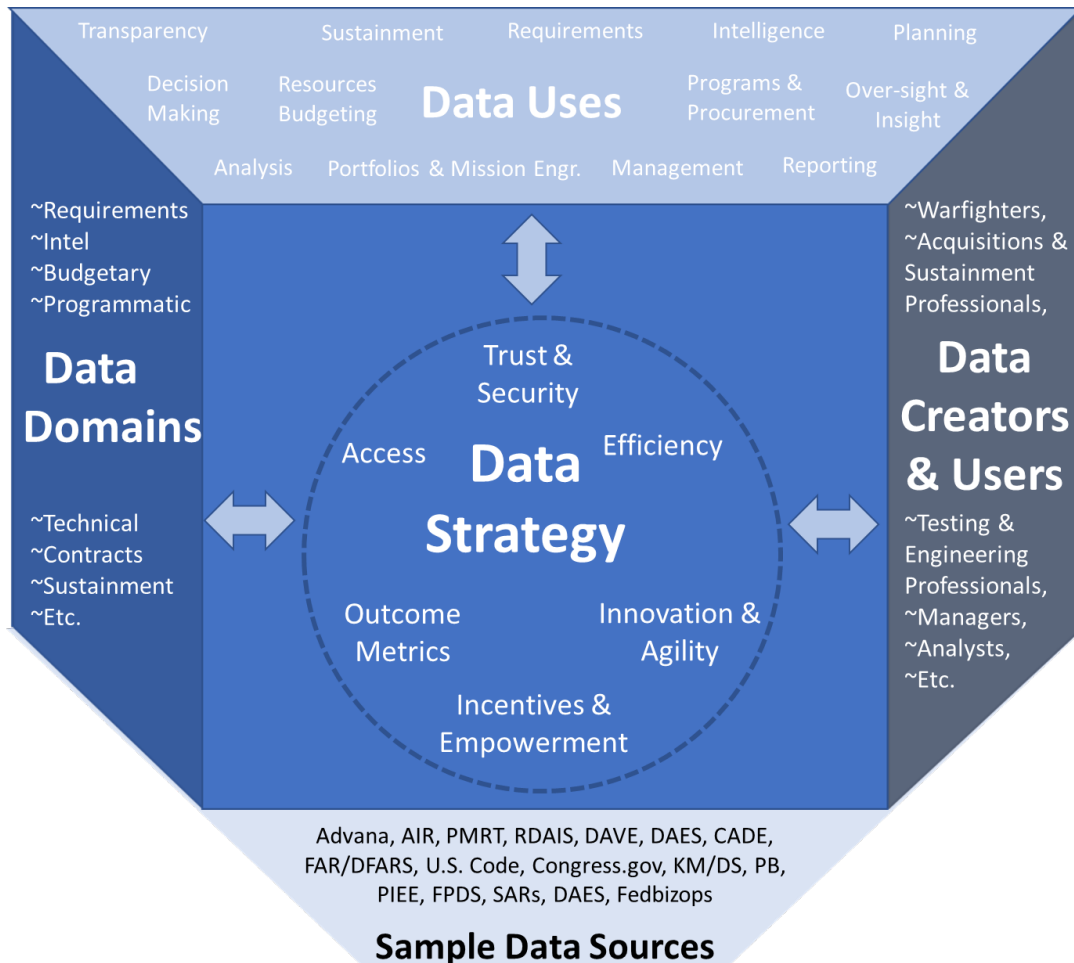 Transparency
Sustainment
Requirements
Intelligence
Planning
Decision
Making
Resources
Budgeting
Data Uses
Programs &
Procurement
Over-sight &
Insight
Analysis
Portfolios & Mission Engr.
Management
Reporting
~Requirements
~Intel
~Budgetary
~Programmatic
Data
Domains
~Technical
~Contracts
~Sustainment
~Etc.
Trust &
Security
Access
Efficiency
Data
Strategy
Outcome
Metrics
Innovation &
Agility
Incentives &
Empowerment
~Warfighters,
~Acquisitions &
Sustainment
Professionals,
Data
Creators
& Users
~Testing &
Engineering
Professionals,
~Managers,
~Analysts,
~Etc.
Advana, AIR, PMRT, RDAIS, DAVE, DAES, CADE,
FAR/DFARS, U.S. Code, Congress.gov, KM/DS, PB,
PIEE, FPDS, SARs, DAES, Fedbizops
Sample Data Sources